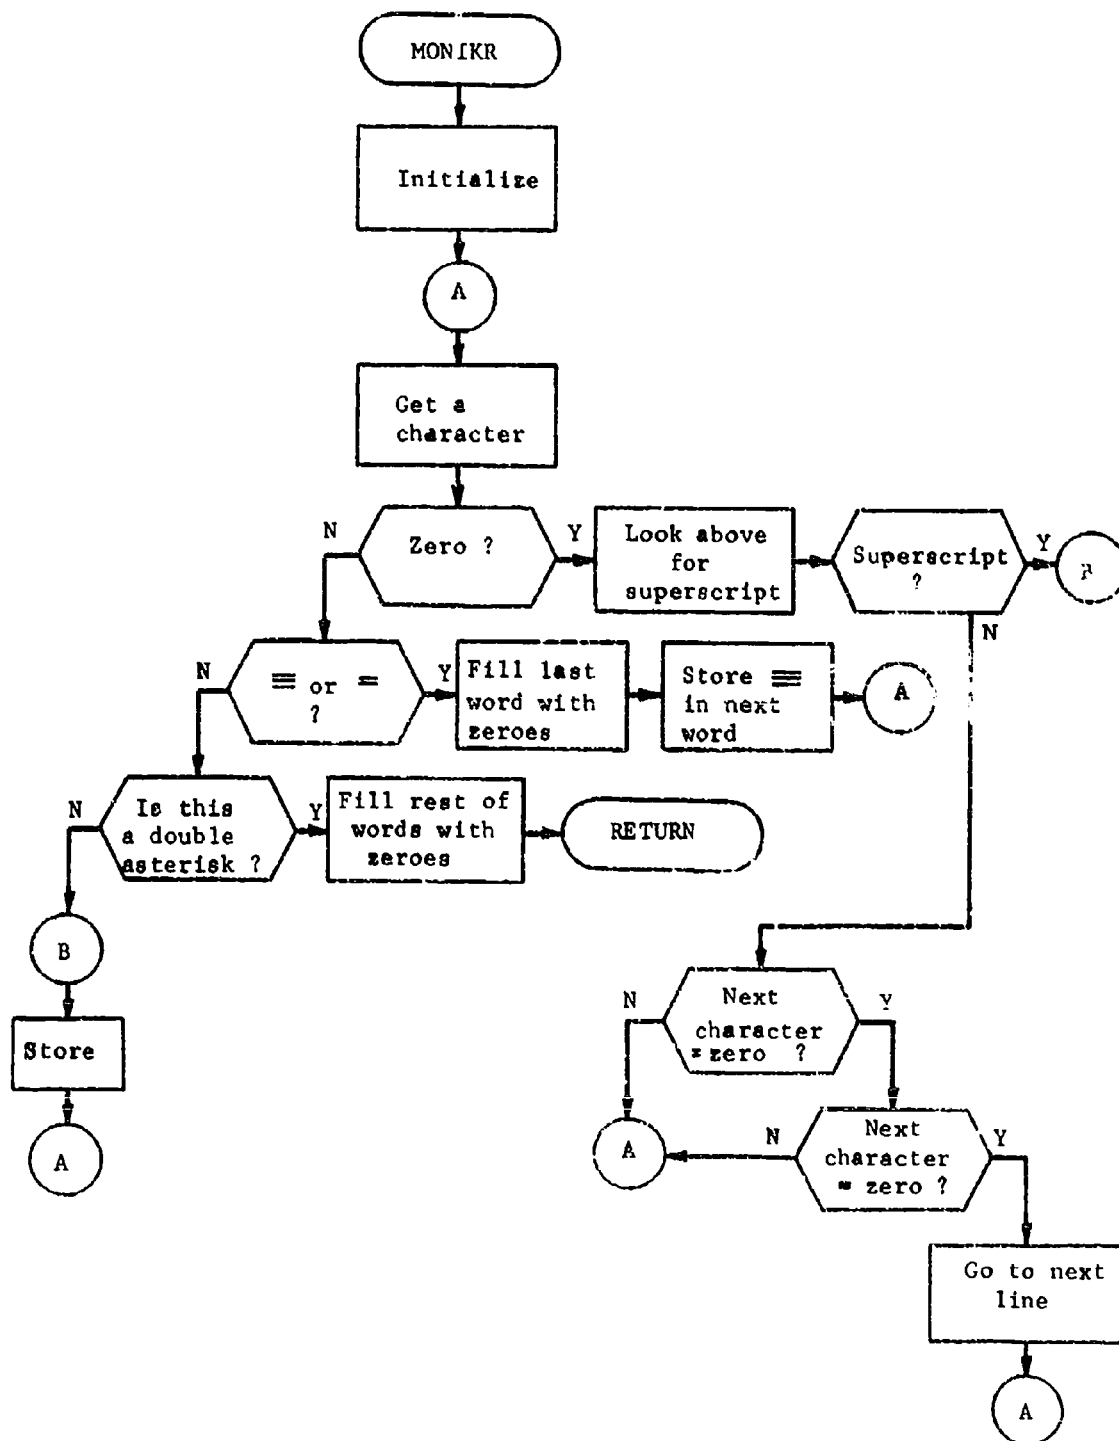 MONIKR
Initialize
A
Get a
character
N
Zero ?
Y
Look above
for
superscript
Superscript
?
Y
N
N
≡ or =
?
Y
Fill last
word with
zeroes
Store ≡
in next
word
A
N
Is this
a double
asterisk ?
Y
Fill rest of
words with
zeroes
RETURN
B
Store
A
N
Next
character
= zero ?
Y
A
N
Next
character
= zero ?
Y
Go to next
line
A